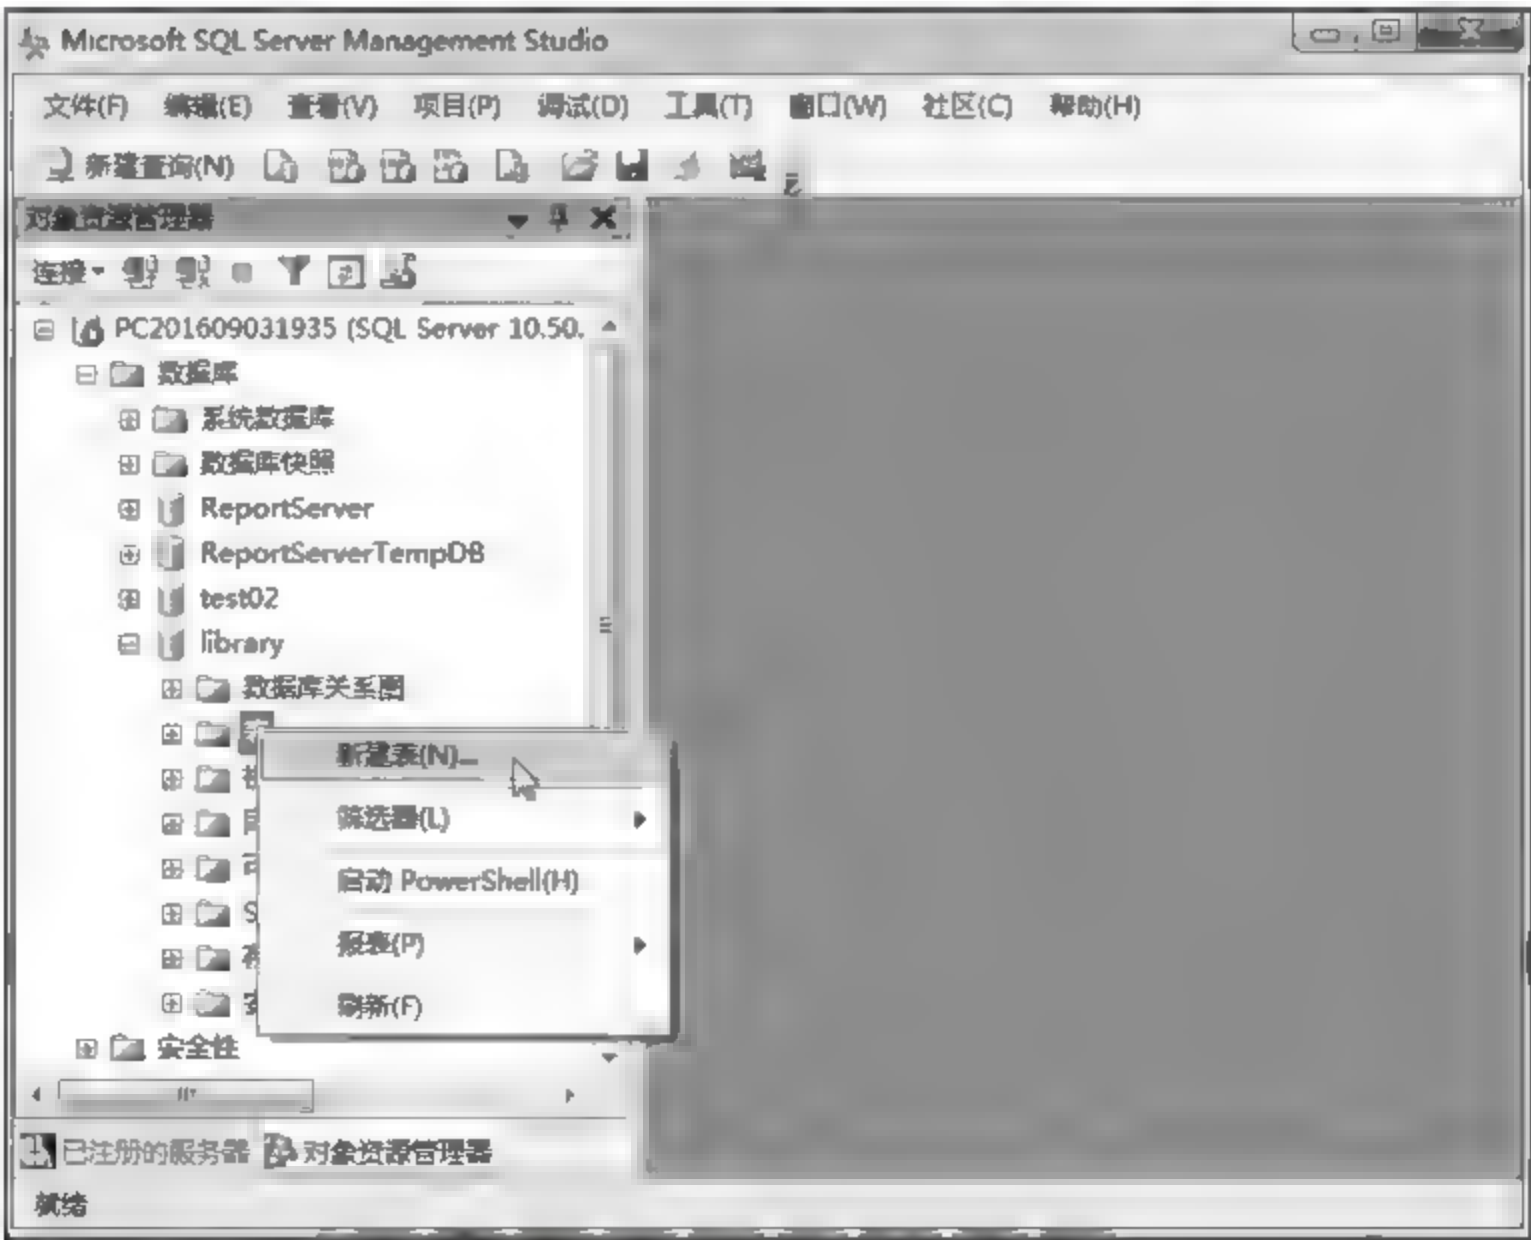 Microsoft SQL Server Management Studio
文件(F) 编辑(E) 查看(V) 项目(P) 调试(D) 工具(T) 窗口(W) 社区(C) 帮助(H)
新建查询(N)
对象资源管理器
连接
PC201609031935 (SQL Server 10.50.
数据库
系统数据库
数据库快照
ReportServer
ReportServerTempDB
test02
library
数据库关系图
表
新建表(N)...
筛选器(L)
启动 PowerShell(H)
报表(P)
刷新(F)
S
安全性
已注册的服务器 对象资源管理器
就绪